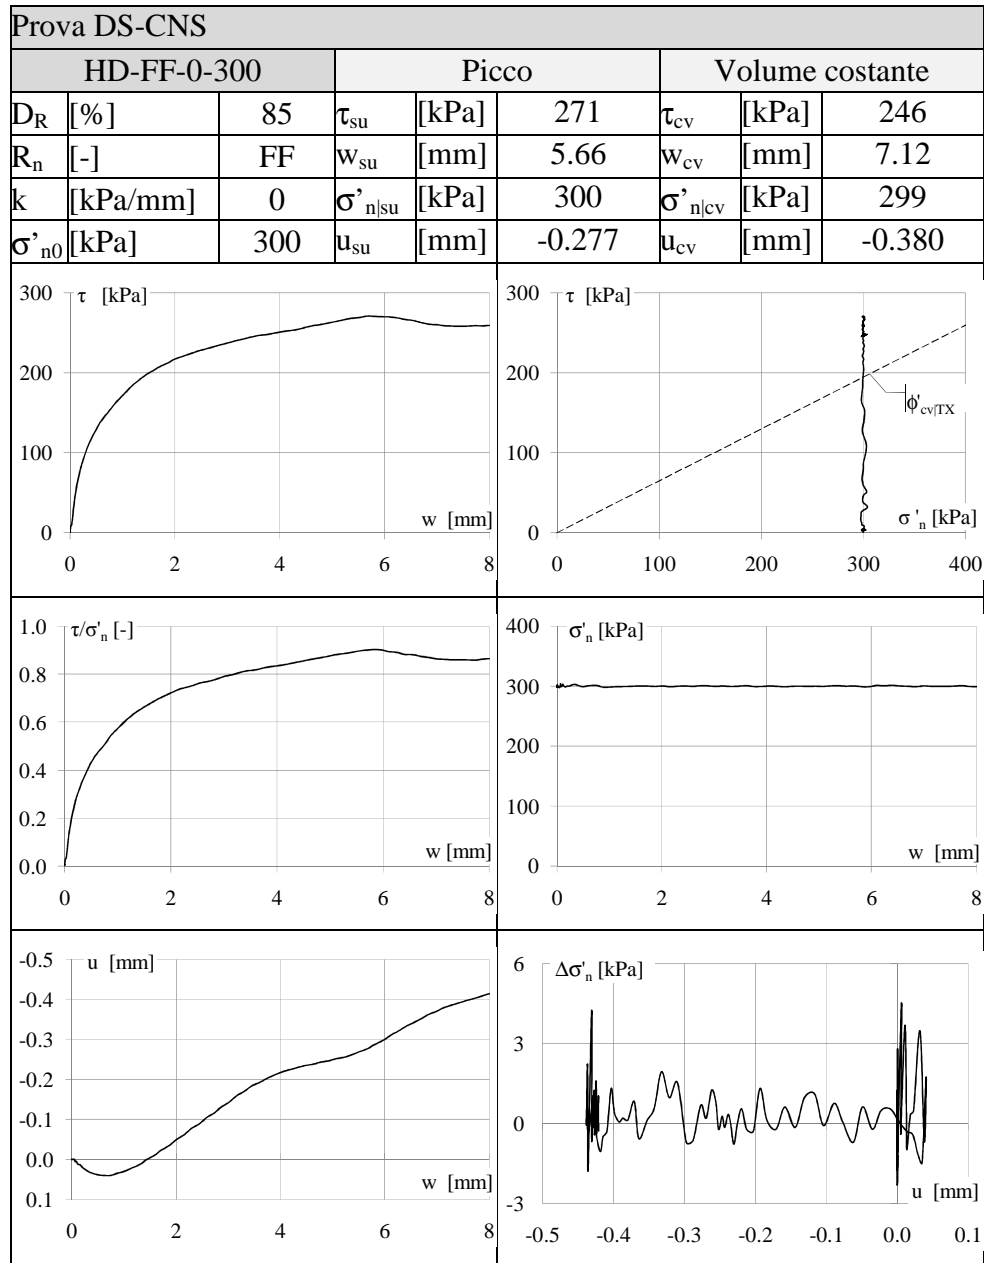 Prova DS-CNS
HD-FF-0-300 Picco Volume costante
D_R [%] 85 τ_su [kPa] 271 τ_cv [kPa] 246
R_n [-] FF w_su [mm] 5.66 w_cv [mm] 7.12
k [kPa/mm] 0 σ’_n|su [kPa] 300 σ’_n|cv [kPa] 299
σ’_n0 [kPa] 300 u_su [mm] -0.277 u_cv [mm] -0.380
300 τ [kPa]
200
100
0 w [mm]
0 2 4 6 8
300 τ [kPa]
200
ϕ'_cv|TX
100
0 σ'_n [kPa]
0 100 200 300 400
1.0 τ/σ'_n [-]
0.8
0.6
0.4
0.2
0.0 w [mm]
0 2 4 6 8
400 σ'_n [kPa]
300
200
100
0 w [mm]
0 2 4 6 8
-0.5 u [mm]
-0.4
-0.3
-0.2
-0.1
0.0
0.1 w [mm]
0 2 4 6 8
6 Δσ'_n [kPa]
3
0
-3 u [mm]
-0.5 -0.4 -0.3 -0.2 -0.1 0.0 0.1